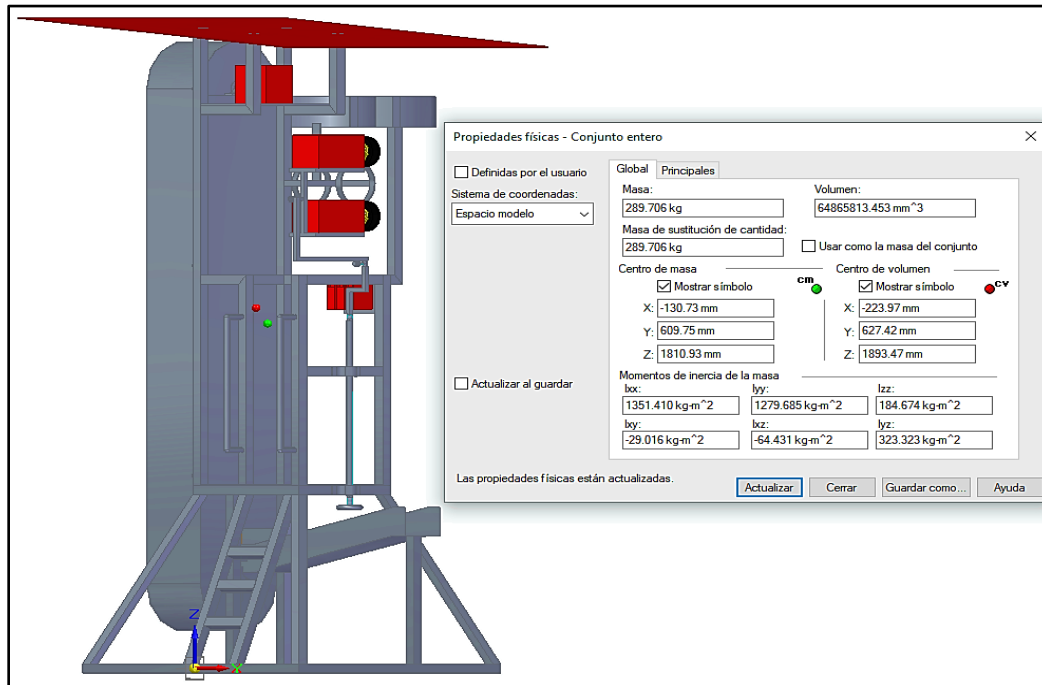 Propiedades físicas - Conjunto entero
Definidas por el usuario
Sistema de coordenadas:
Espacio modelo
Actualizar al guardar
Las propiedades físicas están actualizadas.
Global Principales
Masa: Volumen:
289.706 kg 64865813.453 mm^3
Masa de sustitución de cantidad:
289.706 kg Usar como la masa del conjunto
Centro de masa Centro de volumen
Mostrar símbolo CM Mostrar símbolo CV
X: -130.73 mm X: -223.97 mm
Y: 609.75 mm Y: 627.42 mm
Z: 1810.93 mm Z: 1893.47 mm
Momentos de inercia de la masa
Ixx: Iyy: Izz:
1351.410 kg-m^2 1279.685 kg-m^2 184.674 kg-m^2
Ixy: Ixz: Iyz:
-29.016 kg-m^2 -64.431 kg-m^2 323.323 kg-m^2
Actualizar Cerrar Guardar como... Ayuda
Z
X